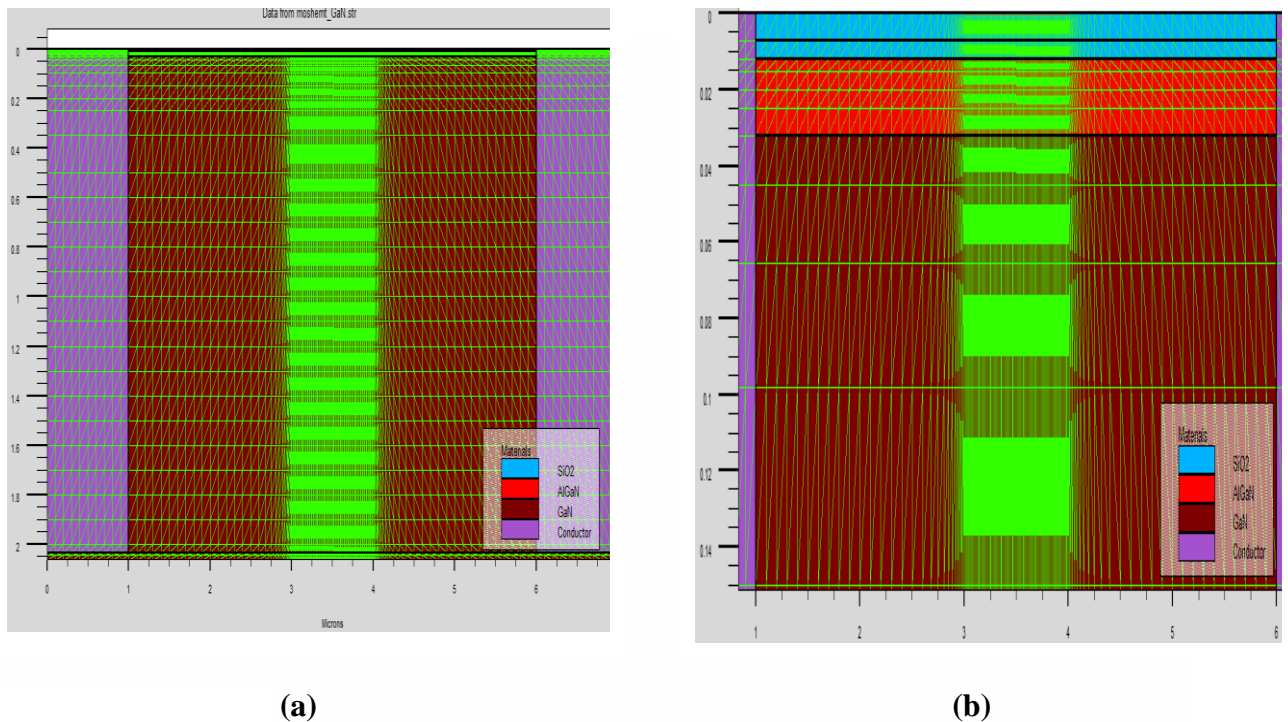 Data from moshemt_GaN.str
0
0.2
0.4
0.6
0.8
1
1.2
1.4
1.6
1.8
2
0
1
2
3
4
5
6
Microns
Materials
SiO2
AlGaN
GaN
Conductor
(a)
0
0.02
0.04
0.06
0.08
0.1
0.12
0.14
1
2
3
4
5
6
Materials
SiO2
AlGaN
GaN
Conductor
(b)